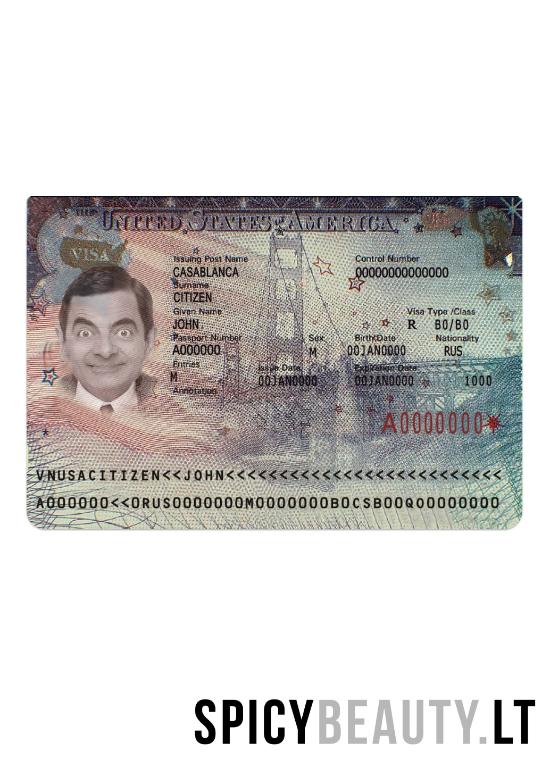 THE
UNITED STATES OF AMERICA
VISA
Issuing Post Name
Control Number
CASABLANCA
00000000000000
Surname
CITIZEN
Given Name
Visa Type /Class
JOHN
R B0/B0
Passport Number
Sex
BirthDate
Nationality
A000000
M
00JAN0000
RUS
Entries
Issue Date
Expiration Date
M
00JAN0000
00JAN0000
1000
Annotation
A0000000*
VNUSACITIZEN<<JOHN<<<<<<<<<<<<<<<<<<<<<<<<<<
A000000<<0RUS0000000M0000000B0CSB00Q00000000
SPICYBEAUTY.LT